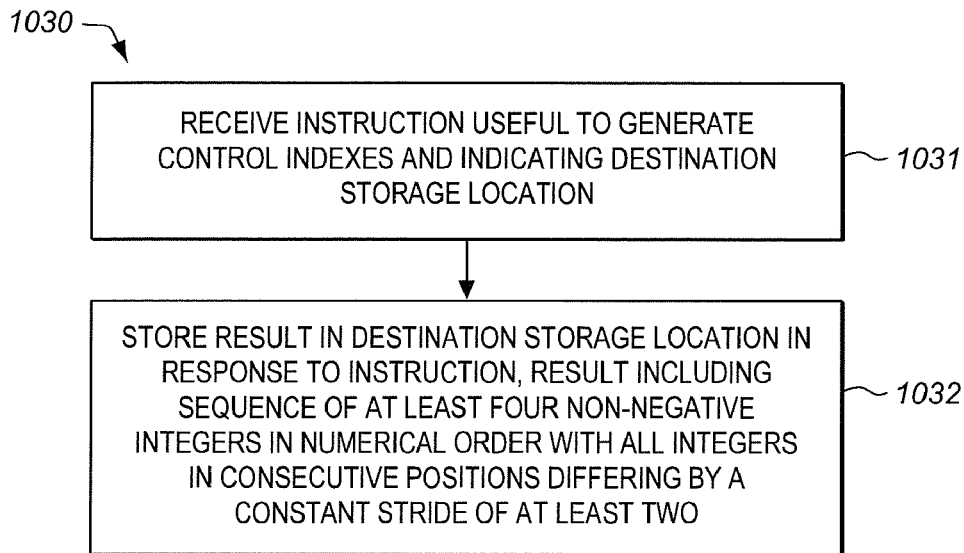 1030
RECEIVE INSTRUCTION USEFUL TO GENERATE
CONTROL INDEXES AND INDICATING DESTINATION
STORAGE LOCATION
1031
STORE RESULT IN DESTINATION STORAGE LOCATION IN
RESPONSE TO INSTRUCTION, RESULT INCLUDING
SEQUENCE OF AT LEAST FOUR NON-NEGATIVE
INTEGERS IN NUMERICAL ORDER WITH ALL INTEGERS
IN CONSECUTIVE POSITIONS DIFFERING BY A
CONSTANT STRIDE OF AT LEAST TWO
1032